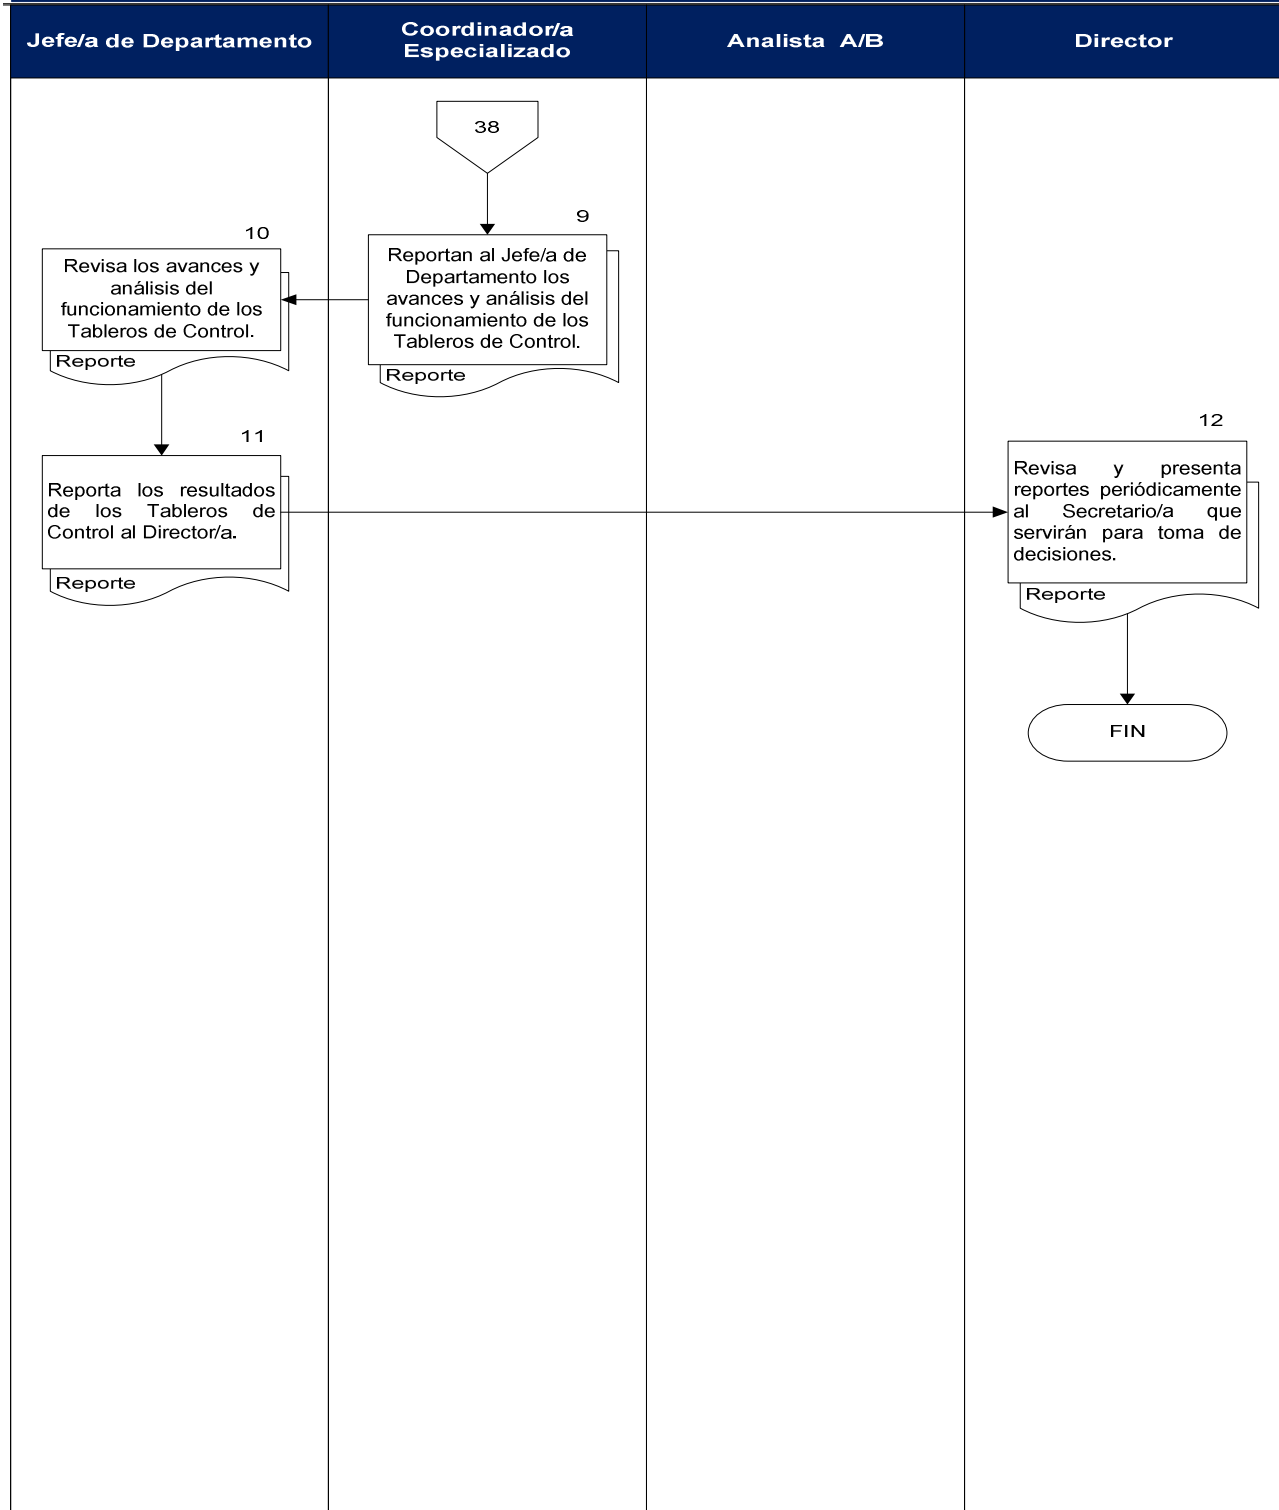 Jefe/a de Departamento
Coordinador/a
Especializado
Analista A/B
Director
38
9
Reportan al Jefe/a de
Departamento los
avances y análisis del
funcionamiento de los
Tableros de Control.
Reporte
10
Revisa los avances y
análisis del
funcionamiento de los
Tableros de Control.
Reporte
11
Reporta los resultados
de los Tableros de
Control al Director/a.
Reporte
12
Revisa y presenta
reportes periódicamente
al Secretario/a que
servirán para toma de
decisiones.
Reporte
FIN